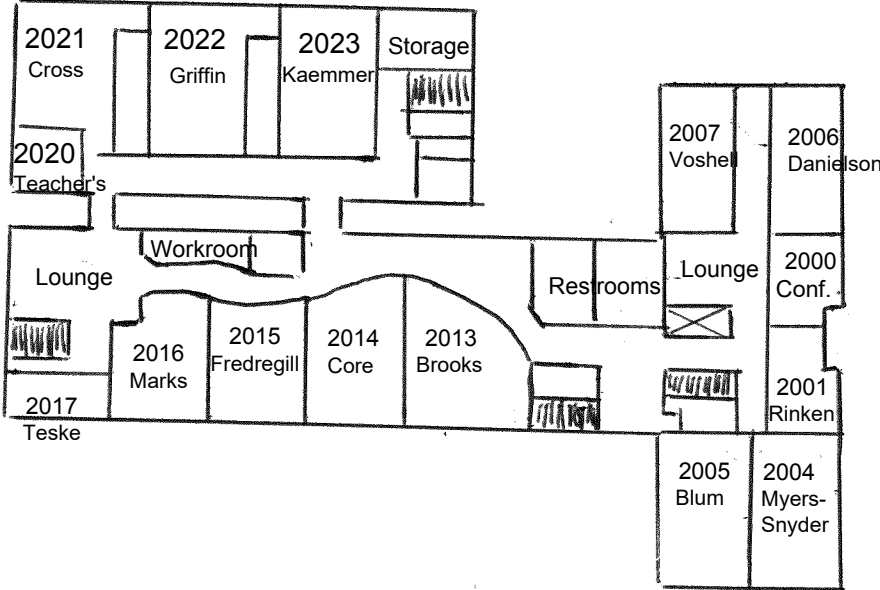 2021
Cross
2022
Griffin
2023
Kaemmer
Storage
2020
Teacher's
Workroom
Lounge
2007
Voshell
2006
Danielson
Restrooms
Lounge
2000
Conf.
2016
Marks
2015
Fredregill
2014
Core
2013
Brooks
2017
Teske
2001
Rinken
2005
Blum
2004
Myers-
Snyder